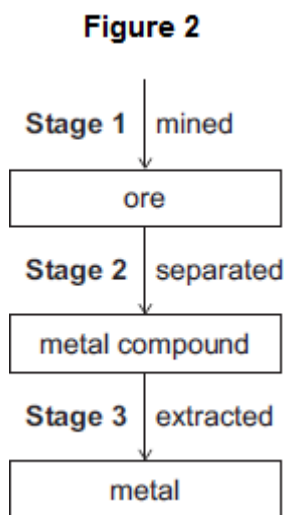 Figure 2
Stage 1 mined
ore
Stage 2 separated
metal compound
Stage 3 extracted
metal